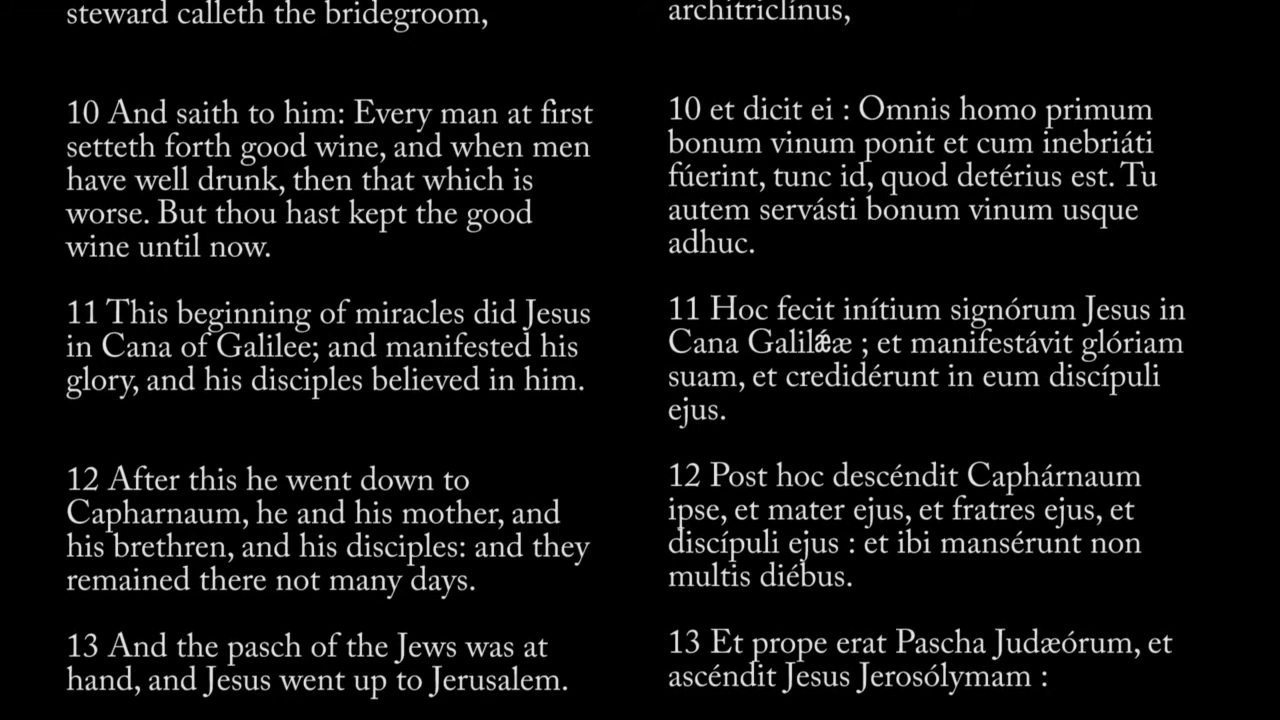 steward calleth the bridegroom,
10 And saith to him: Every man at first
setteth forth good wine, and when men
have well drunk, then that which is
worse. But thou hast kept the good
wine until now.
11 This beginning of miracles did Jesus
in Cana of Galilee; and manifested his
glory, and his disciples believed in him.
12 After this he went down to
Capharnaum, he and his mother, and
his brethren, and his disciples: and they
remained there not many days.
13 And the pasch of the Jews was at
hand, and Jesus went up to Jerusalem.
architriclínus,
10 et dicit ei : Omnis homo primum
bonum vinum ponit et cum inebriáti
fúerint, tunc id, quod detérius est. Tu
autem servásti bonum vinum usque
adhuc.
11 Hoc fecit inítium signórum Jesus in
Cana Galilǽæ ; et manifestávit glóriam
suam, et credidérunt in eum discípuli
ejus.
12 Post hoc descéndit Caphárnaum
ipse, et mater ejus, et fratres ejus, et
discípuli ejus : et ibi mansérunt non
multis diébus.
13 Et prope erat Pascha Judæórum, et
ascéndit Jesus Jerosólymam :